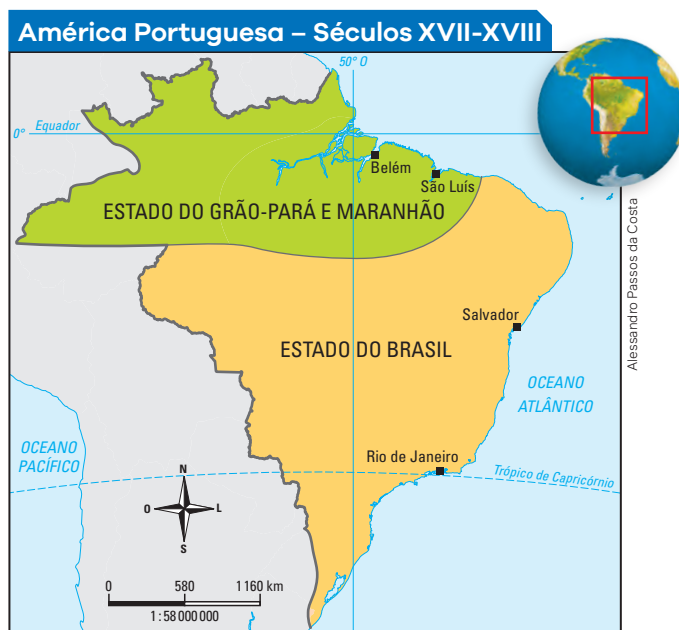 América Portuguesa – Séculos XVII-XVIII
50° O
0°
Equador
Belém
São Luís
ESTADO DO GRÃO-PARÁ E MARANHÃO
Salvador
ESTADO DO BRASIL
OCEANO
ATLÂNTICO
OCEANO
PACÍFICO
Rio de Janeiro
Trópico de Capricórnio
N
O
L
S
0
580
1 160 km
1 : 58 000 000
Alessandro Passos da Costa